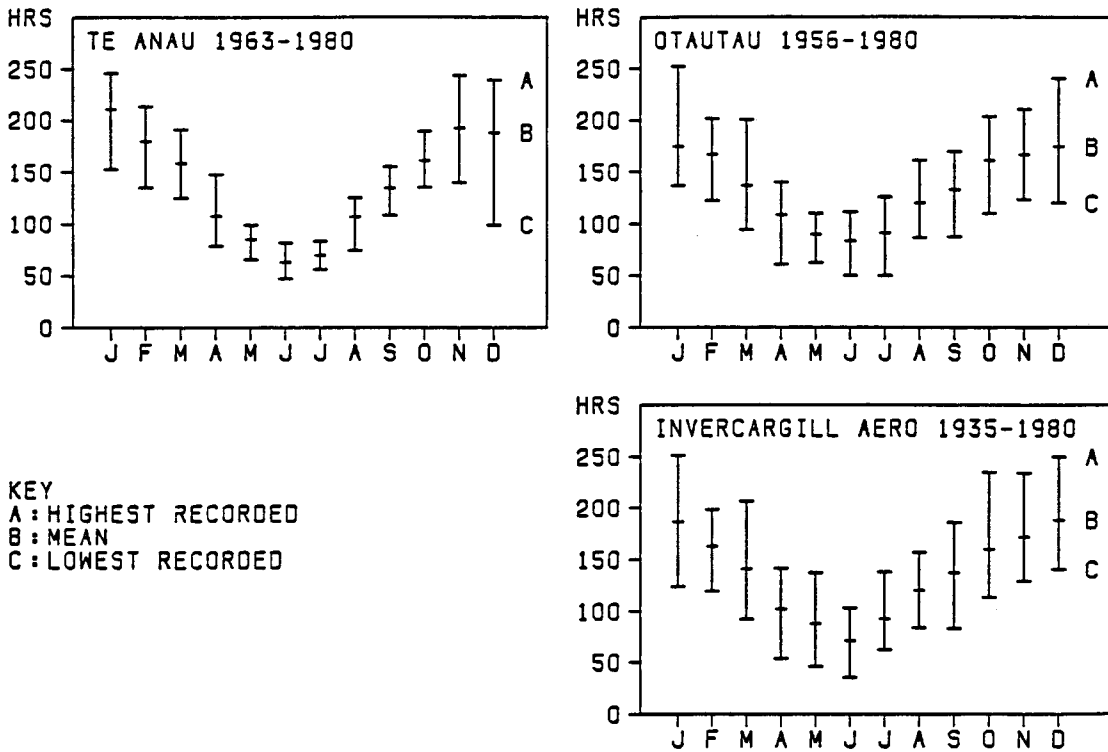 HRS
TE ANAU 1963-1980
250
200
150
100
50
0
A
B
C
J F M A M J J A S O N D
HRS
OTAUTAU 1956-1980
250
200
150
100
50
0
A
B
C
J F M A M J J A S O N D
KEY
A : HIGHEST RECORDED
B : MEAN
C : LOWEST RECORDED
HRS
INVERCARGILL AERO 1935-1980
250
200
150
100
50
0
A
B
C
J F M A M J J A S O N D